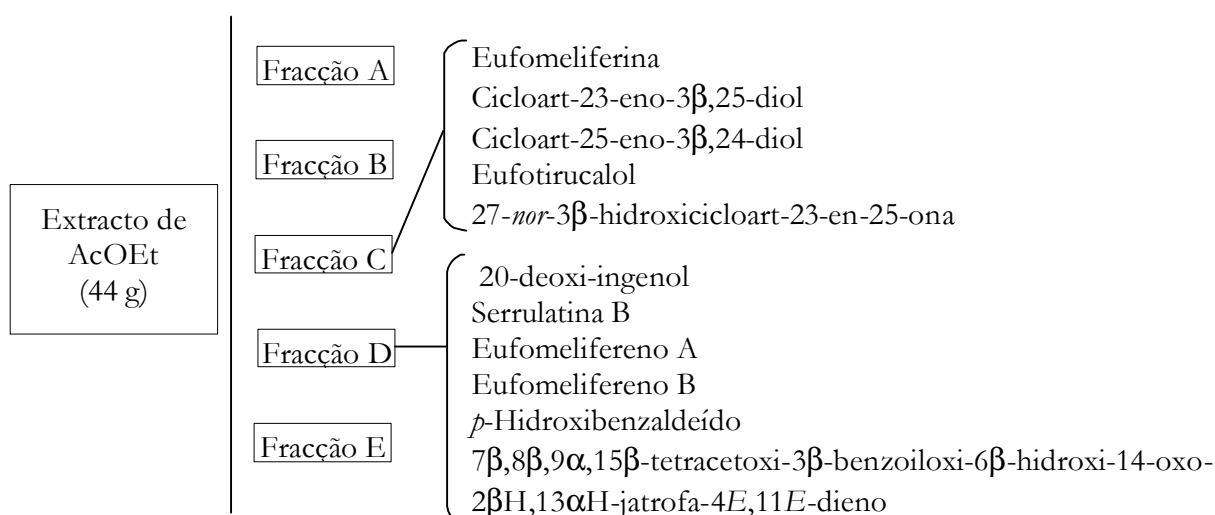 Extracto de
AcOEt
(44 g)
Fracção A
Fracção B
Fracção C
Fracção D
Fracção E
Eufomeliferina
Cicloart-23-eno-3β,25-diol
Cicloart-25-eno-3β,24-diol
Eufotirucalol
27-nor-3β-hidroxicicloart-23-en-25-ona
20-deoxi-ingenol
Serrulatina B
Eufomelifereno A
Eufomelifereno B
p-Hidroxibenzaldeído
7β,8β,9α,15β-tetracetoxi-3β-benzoiloxi-6β-hidroxi-14-oxo-
2βH,13αH-jatrofa-4E,11E-dieno